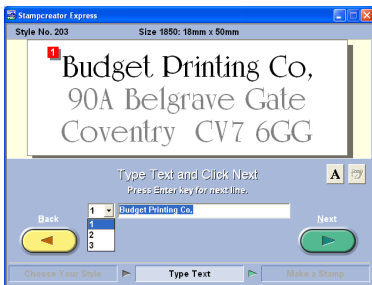 Stampcreator Express
Style No. 203 Size 1850: 18mm x 50mm
1
Budget Printing Co,
90A Belgrave Gate
Coventry CV7 6GG
Type Text and Click Next
A
Press Enter key for next line.
1 Budget Printing Co,
Back Next
1
2
3
Choose Your Style Type Text Make a Stamp